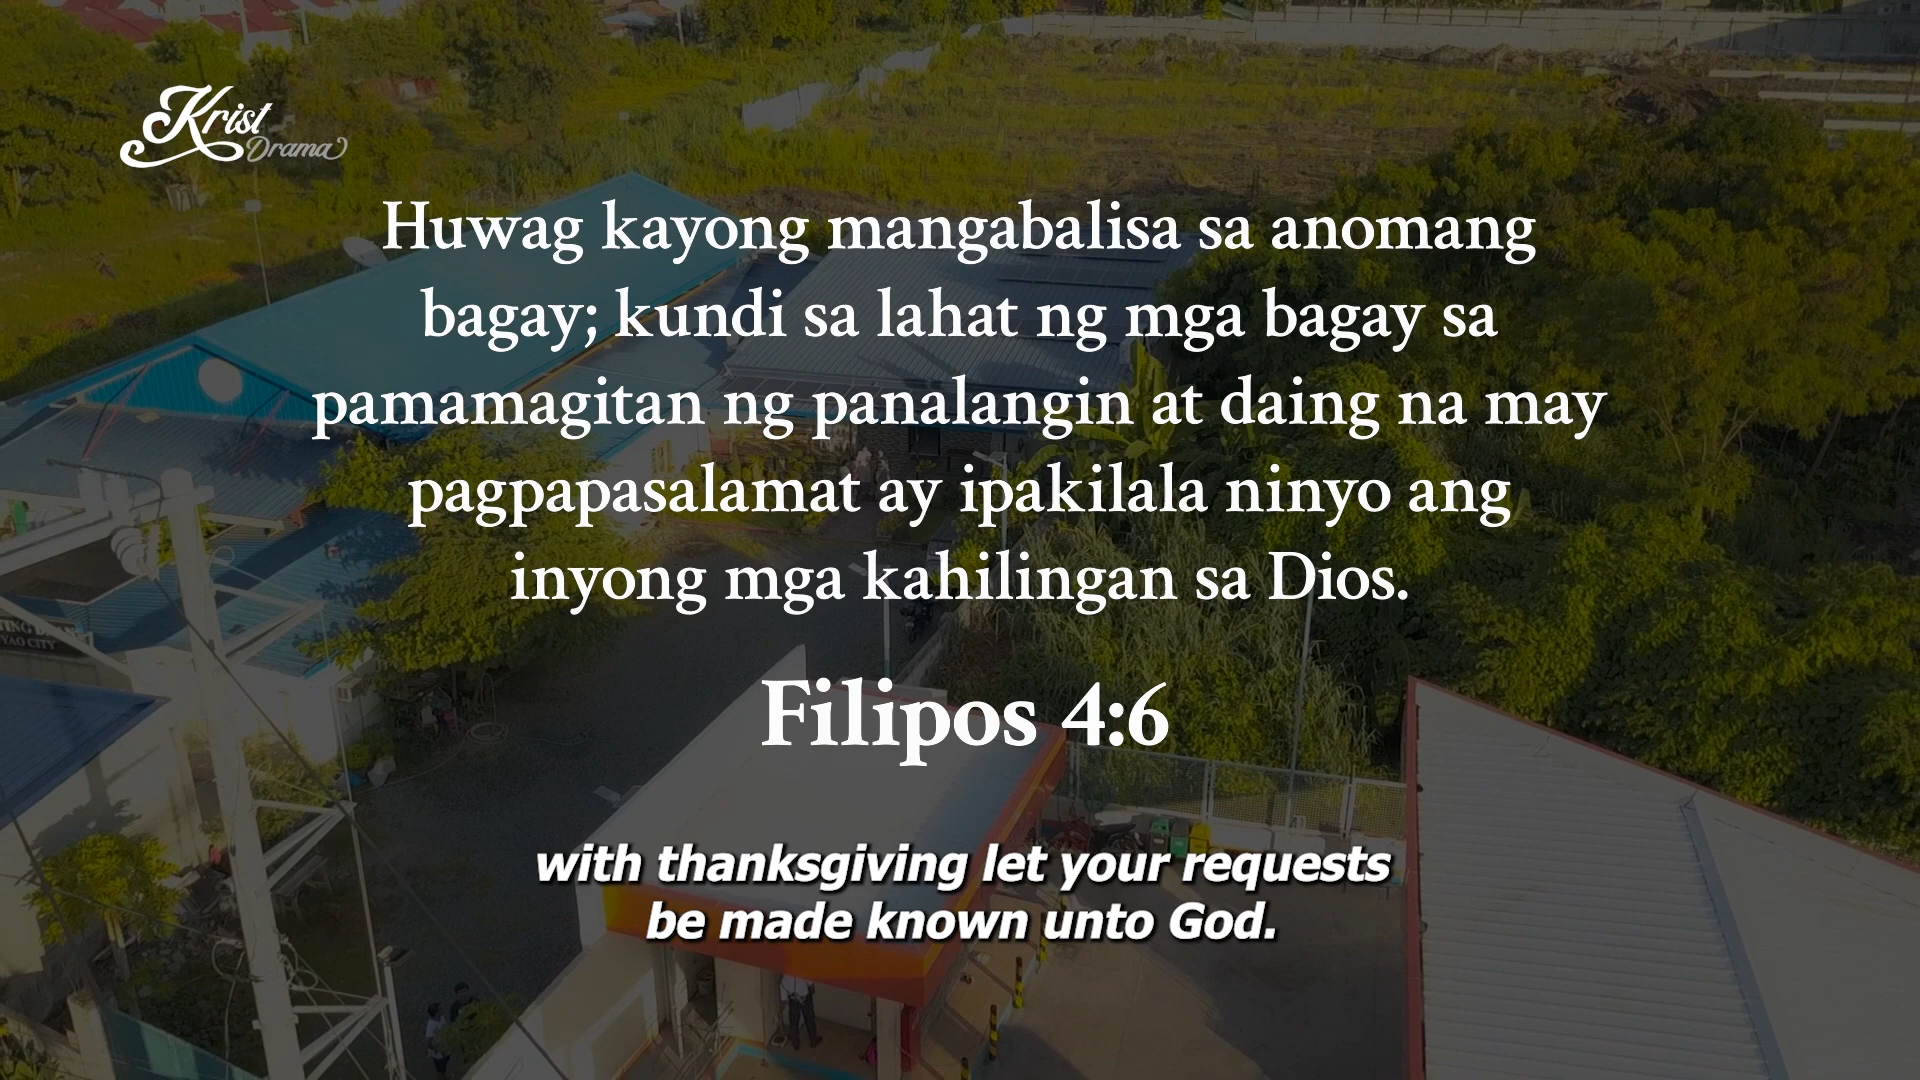 Krist
Drama
Huwag kayong mangabalisa sa anomang
bagay; kundi sa lahat ng mga bagay sa
pamamagitan ng panalangin at daing na may
pagpapasalamat ay ipakilala ninyo ang
inyong mga kahilingan sa Dios.
YAO CITY
Filipos 4:6
with thanksgiving let your requests
be made known unto God.